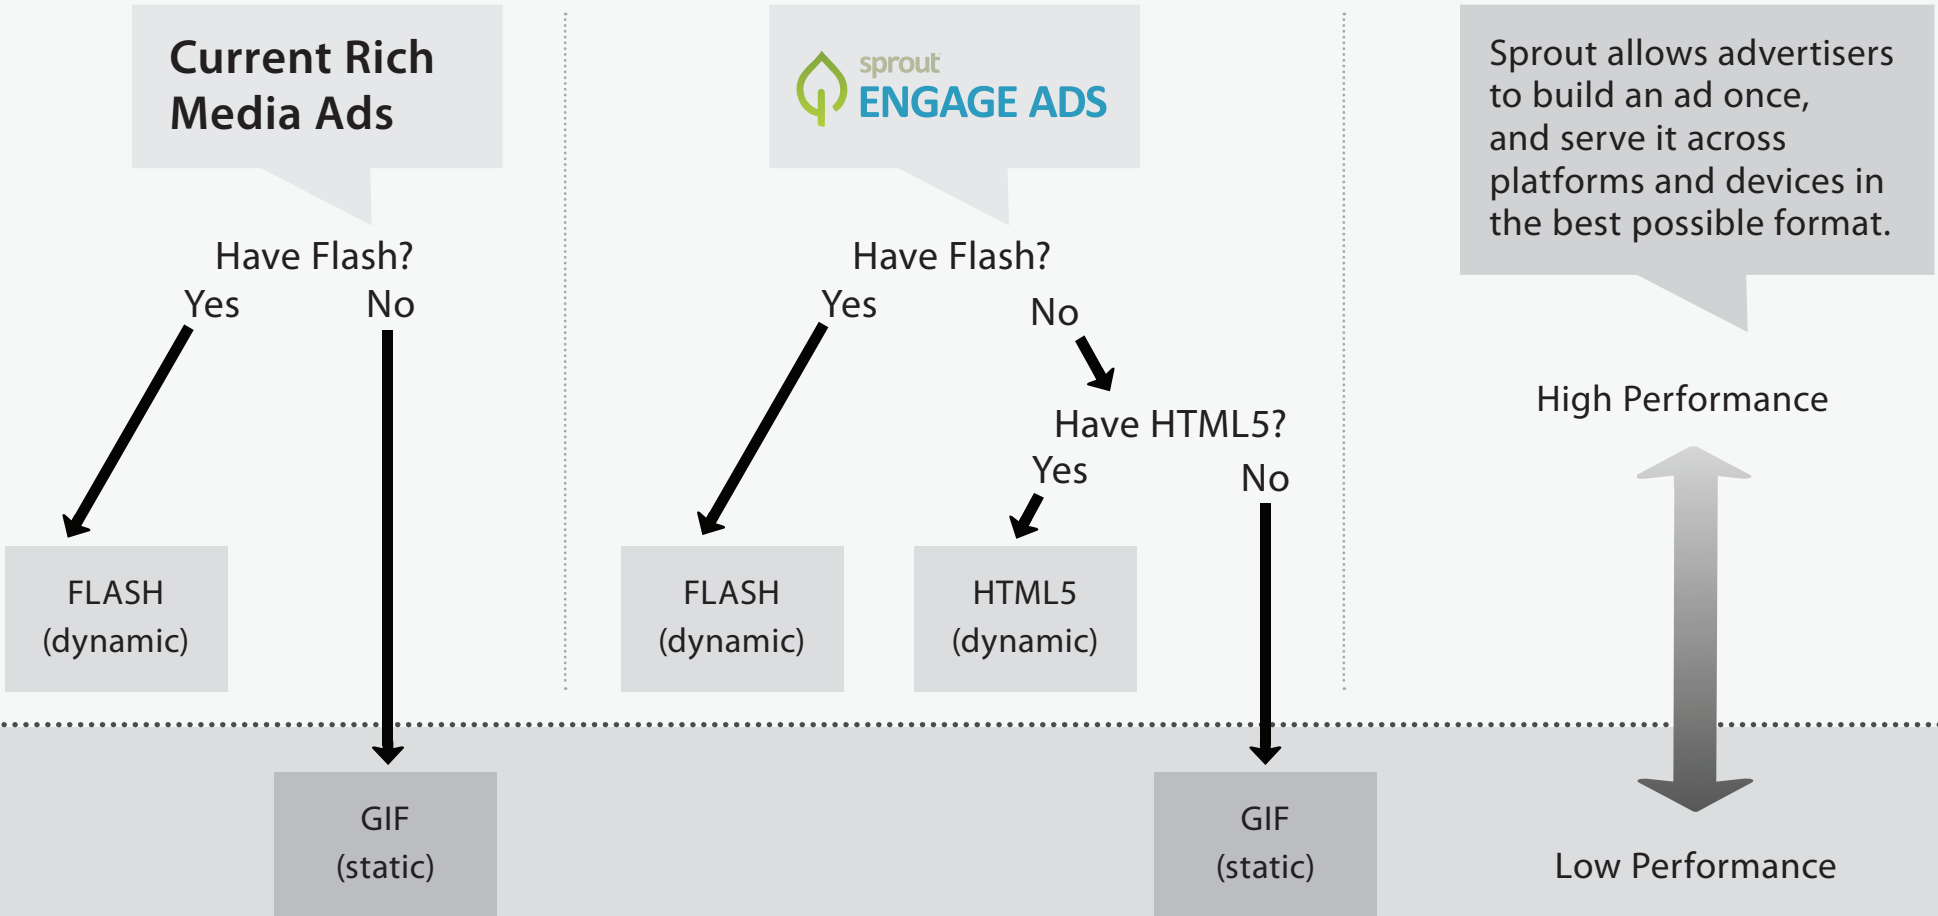 Current Rich
Media Ads
Have Flash?
Yes
No
FLASH
(dynamic)
GIF
(static)
sprout
ENGAGE ADS
Have Flash?
Yes
No
Have HTML5?
Yes
No
FLASH
(dynamic)
HTML5
(dynamic)
GIF
(static)
Sprout allows advertisers
to build an ad once,
and serve it across
platforms and devices in
the best possible format.
High Performance
Low Performance